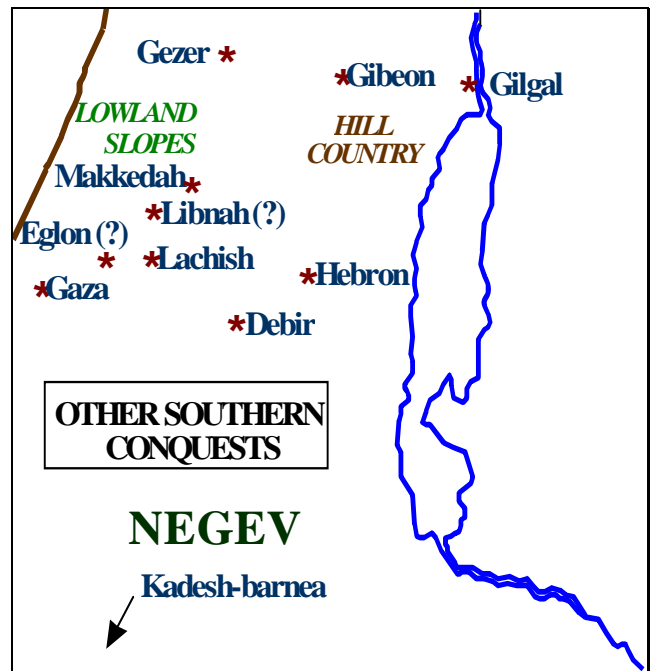 Gezer
Gibeon
Gilgal
LOWLAND
SLOPES
HILL
COUNTRY
Makkedah
Libnah (?)
Eglon (?)
Lachish
Hebron
Gaza
Debir
OTHER SOUTHERN
CONQUESTS
NEGEV
Kadesh-barnea